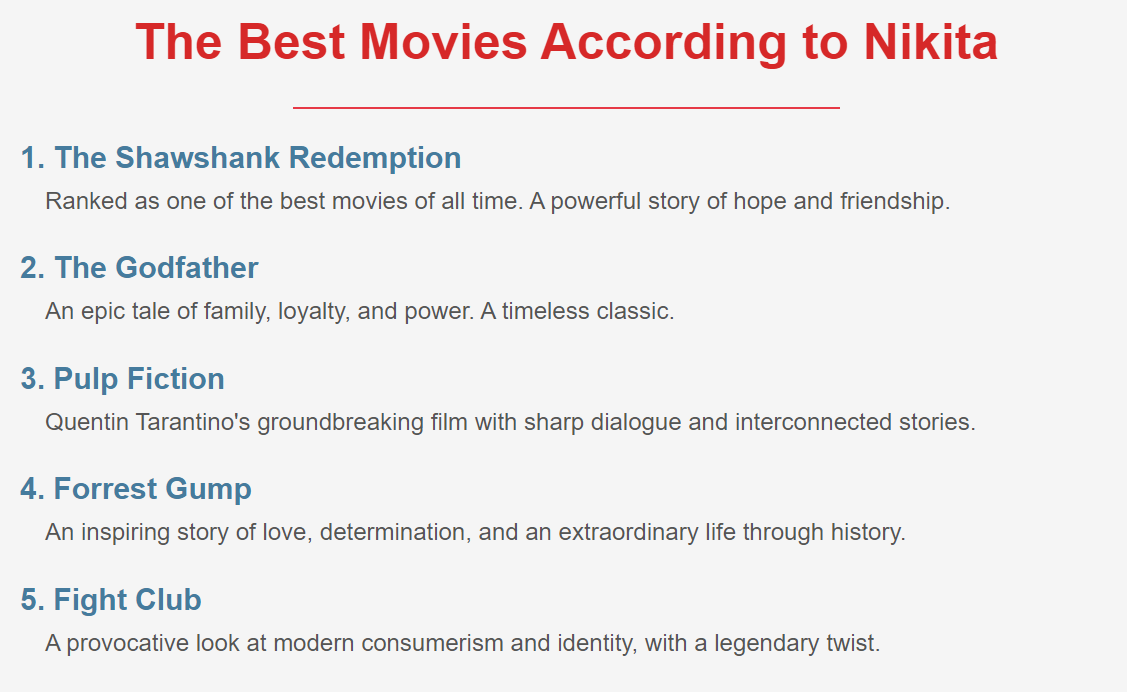 The Best Movies According to Nikita
1. The Shawshank Redemption
Ranked as one of the best movies of all time. A powerful story of hope and friendship.
2. The Godfather
An epic tale of family, loyalty, and power. A timeless classic.
3. Pulp Fiction
Quentin Tarantino's groundbreaking film with sharp dialogue and interconnected stories.
4. Forrest Gump
An inspiring story of love, determination, and an extraordinary life through history.
5. Fight Club
A provocative look at modern consumerism and identity, with a legendary twist.